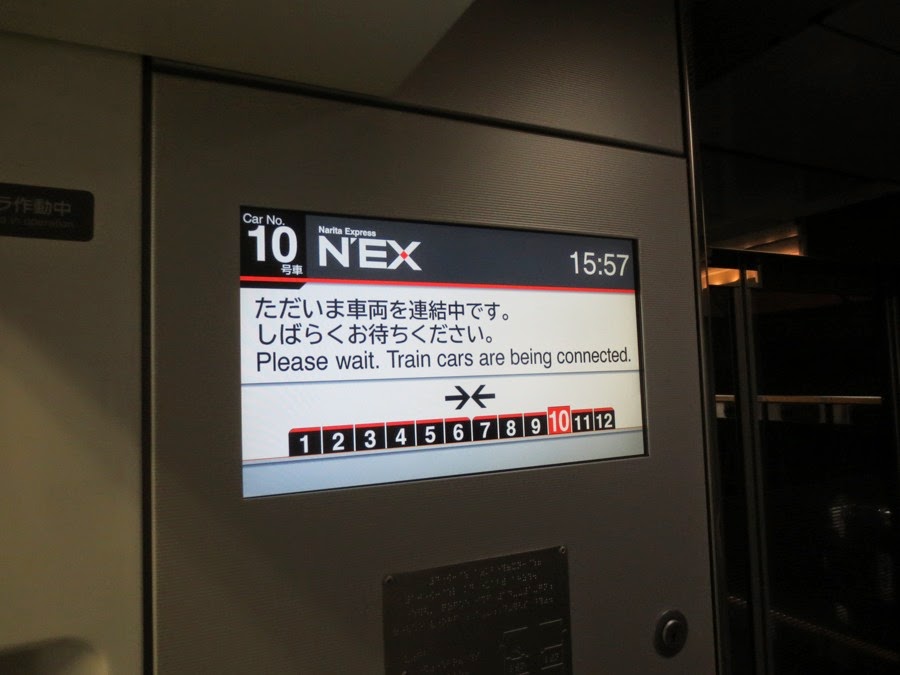 ラ作動中
in operation
Car No.
10
号車
Narita Express
N'EX
15:57
ただいま車両を連結中です。
しばらくお待ちください。
Please wait. Train cars are being connected.
→←
1 2 3 4 5 6 7 8 9 10 11 12